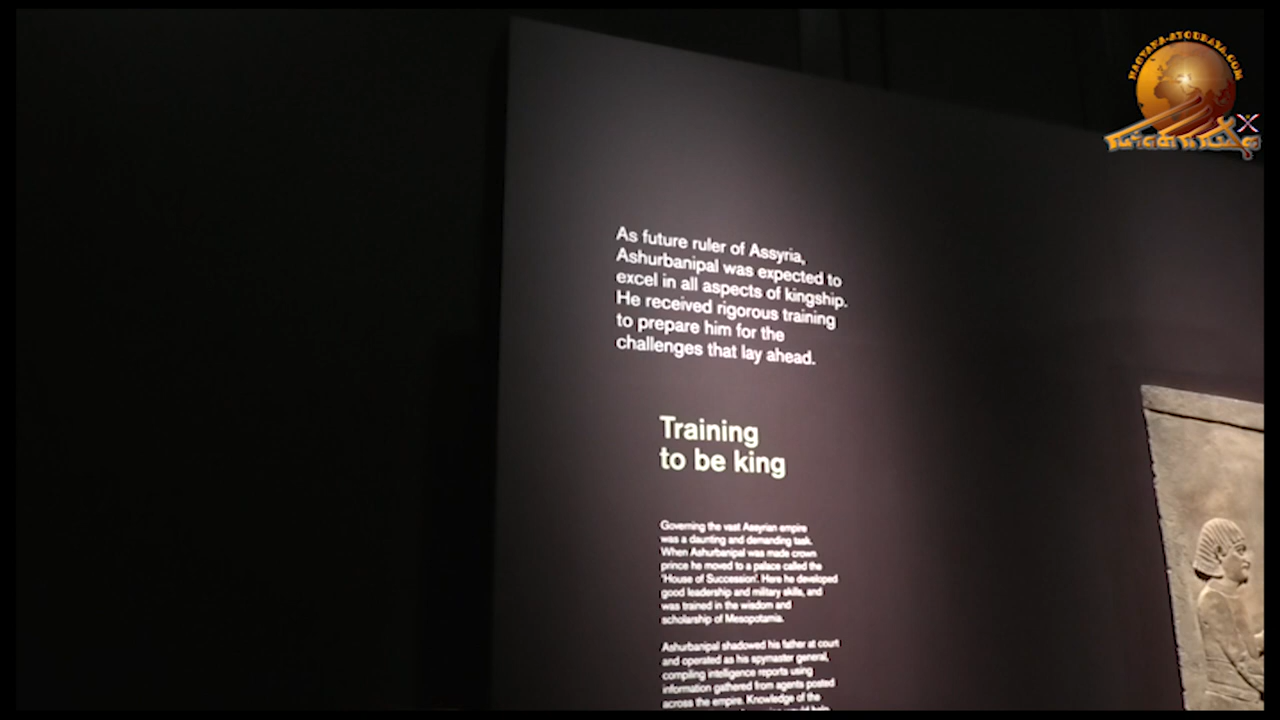 NAGYANA-ATOURAYA.COM
As future ruler of Assyria,
Ashurbanipal was expected to
excel in all aspects of kingship.
He received rigorous training
to prepare him for the
challenges that lay ahead.
Training
to be king
Governing the vast Assyrian empire
was a daunting and demanding task.
When Ashurbanipal was made crown
prince he moved to a palace called the
'House of Succession'. Here he developed
good leadership and military skills, and
was trained in the wisdom and
scholarship of Mesopotamia.
Ashurbanipal shadowed his father at court
and operated as his spymaster general,
compiling intelligence reports using
information gathered from agents posted
across the empire. Knowledge of the